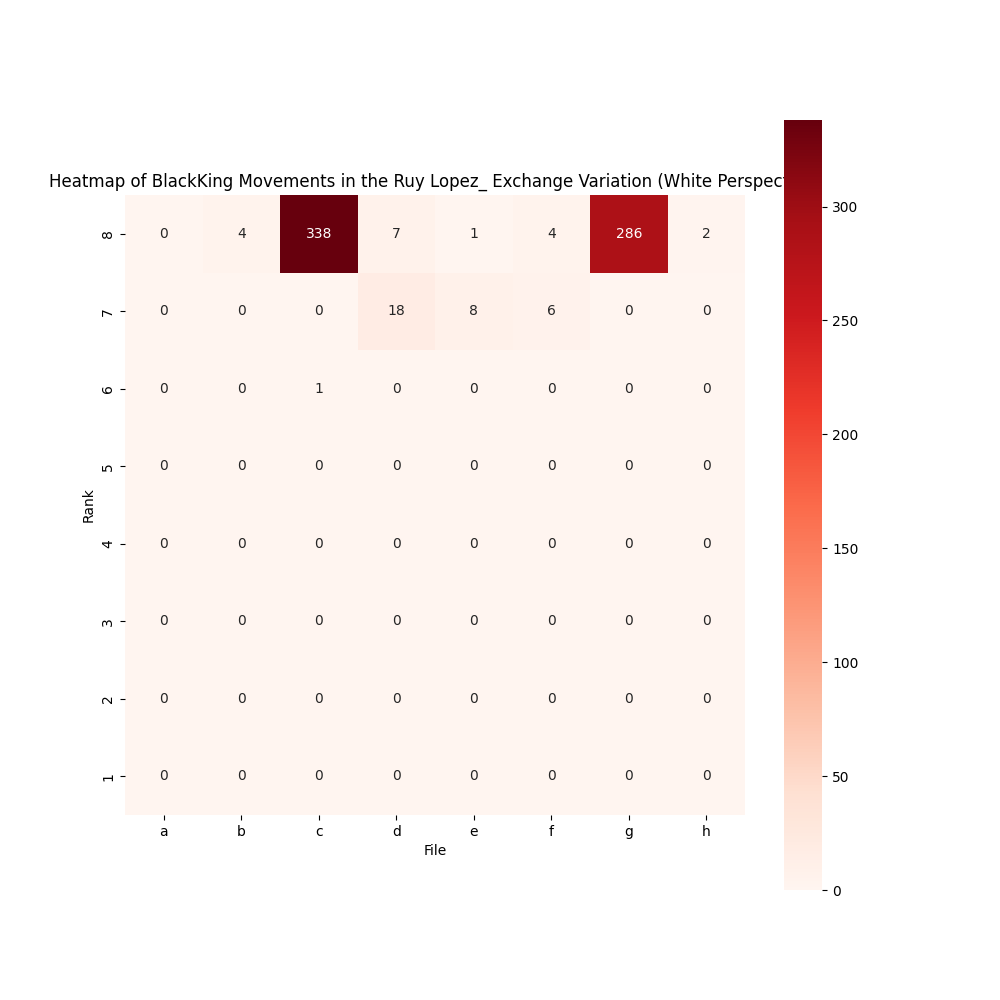 Heatmap of BlackKing Movements in the Ruy Lopez_ Exchange Variation (White Perspect
8 0 4 338 7 1 4 286 2
7 0 0 0 18 8 6 0 0
6 0 0 1 0 0 0 0 0
5 0 0 0 0 0 0 0 0
4 0 0 0 0 0 0 0 0
3 0 0 0 0 0 0 0 0
2 0 0 0 0 0 0 0 0
1 0 0 0 0 0 0 0 0
a b c d e f g h
File
Rank
300
250
200
150
100
50
0